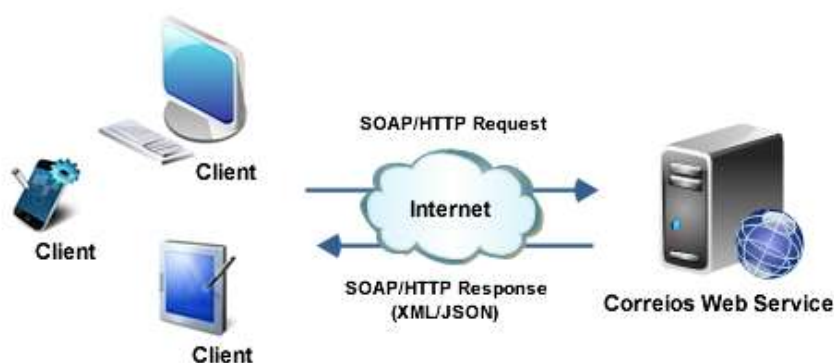 SOAP/HTTP Request
Client
Internet
Client
SOAP/HTTP Response
(XML/JSON)
Correios Web Service
Client